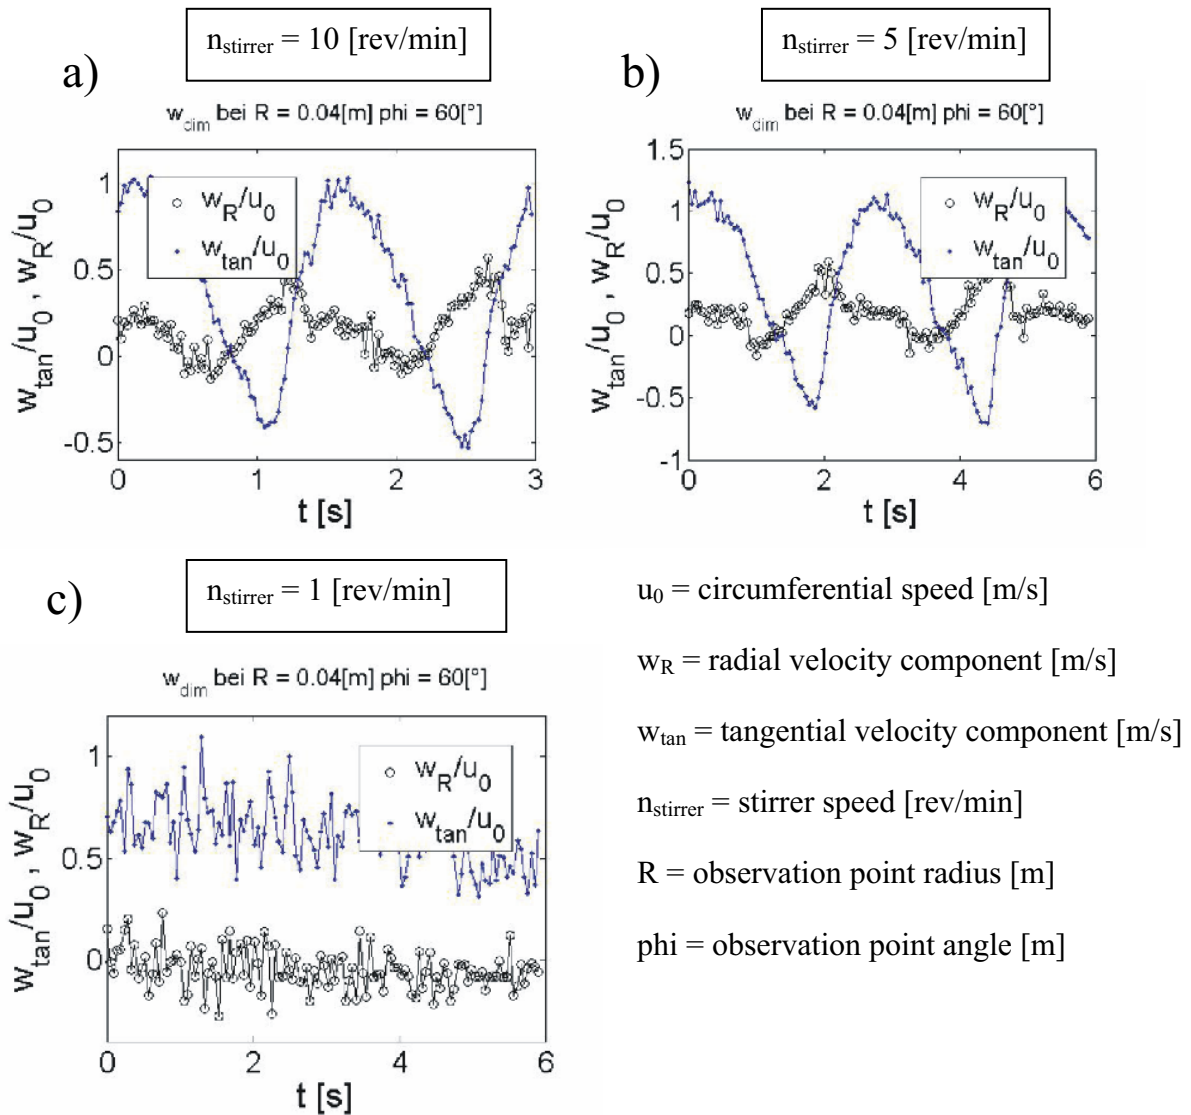 n_stirrer = 10 [rev/min]
a)
w_dim bei R = 0.04[m] phi = 60[°]
w_tan/u_0 , w_R/u_0
1
0.5
0
-0.5
w_R/u_0
w_tan/u_0
0 1 2 3
t [s]
n_stirrer = 5 [rev/min]
b)
w_dim bei R = 0.04[m] phi = 60[°]
w_tan/u_0 , w_R/u_0
1.5
1
0.5
0
-0.5
-1
w_R/u_0
w_tan/u_0
0 2 4 6
t [s]
n_stirrer = 1 [rev/min]
c)
w_dim bei R = 0.04[m] phi = 60[°]
w_tan/u_0 , w_R/u_0
1
0.5
0
w_R/u_0
w_tan/u_0
0 2 4 6
t [s]
u_0 = circumferential speed [m/s]
w_R = radial velocity component [m/s]
w_tan = tangential velocity component [m/s]
n_stirrer = stirrer speed [rev/min]
R = observation point radius [m]
phi = observation point angle [m]